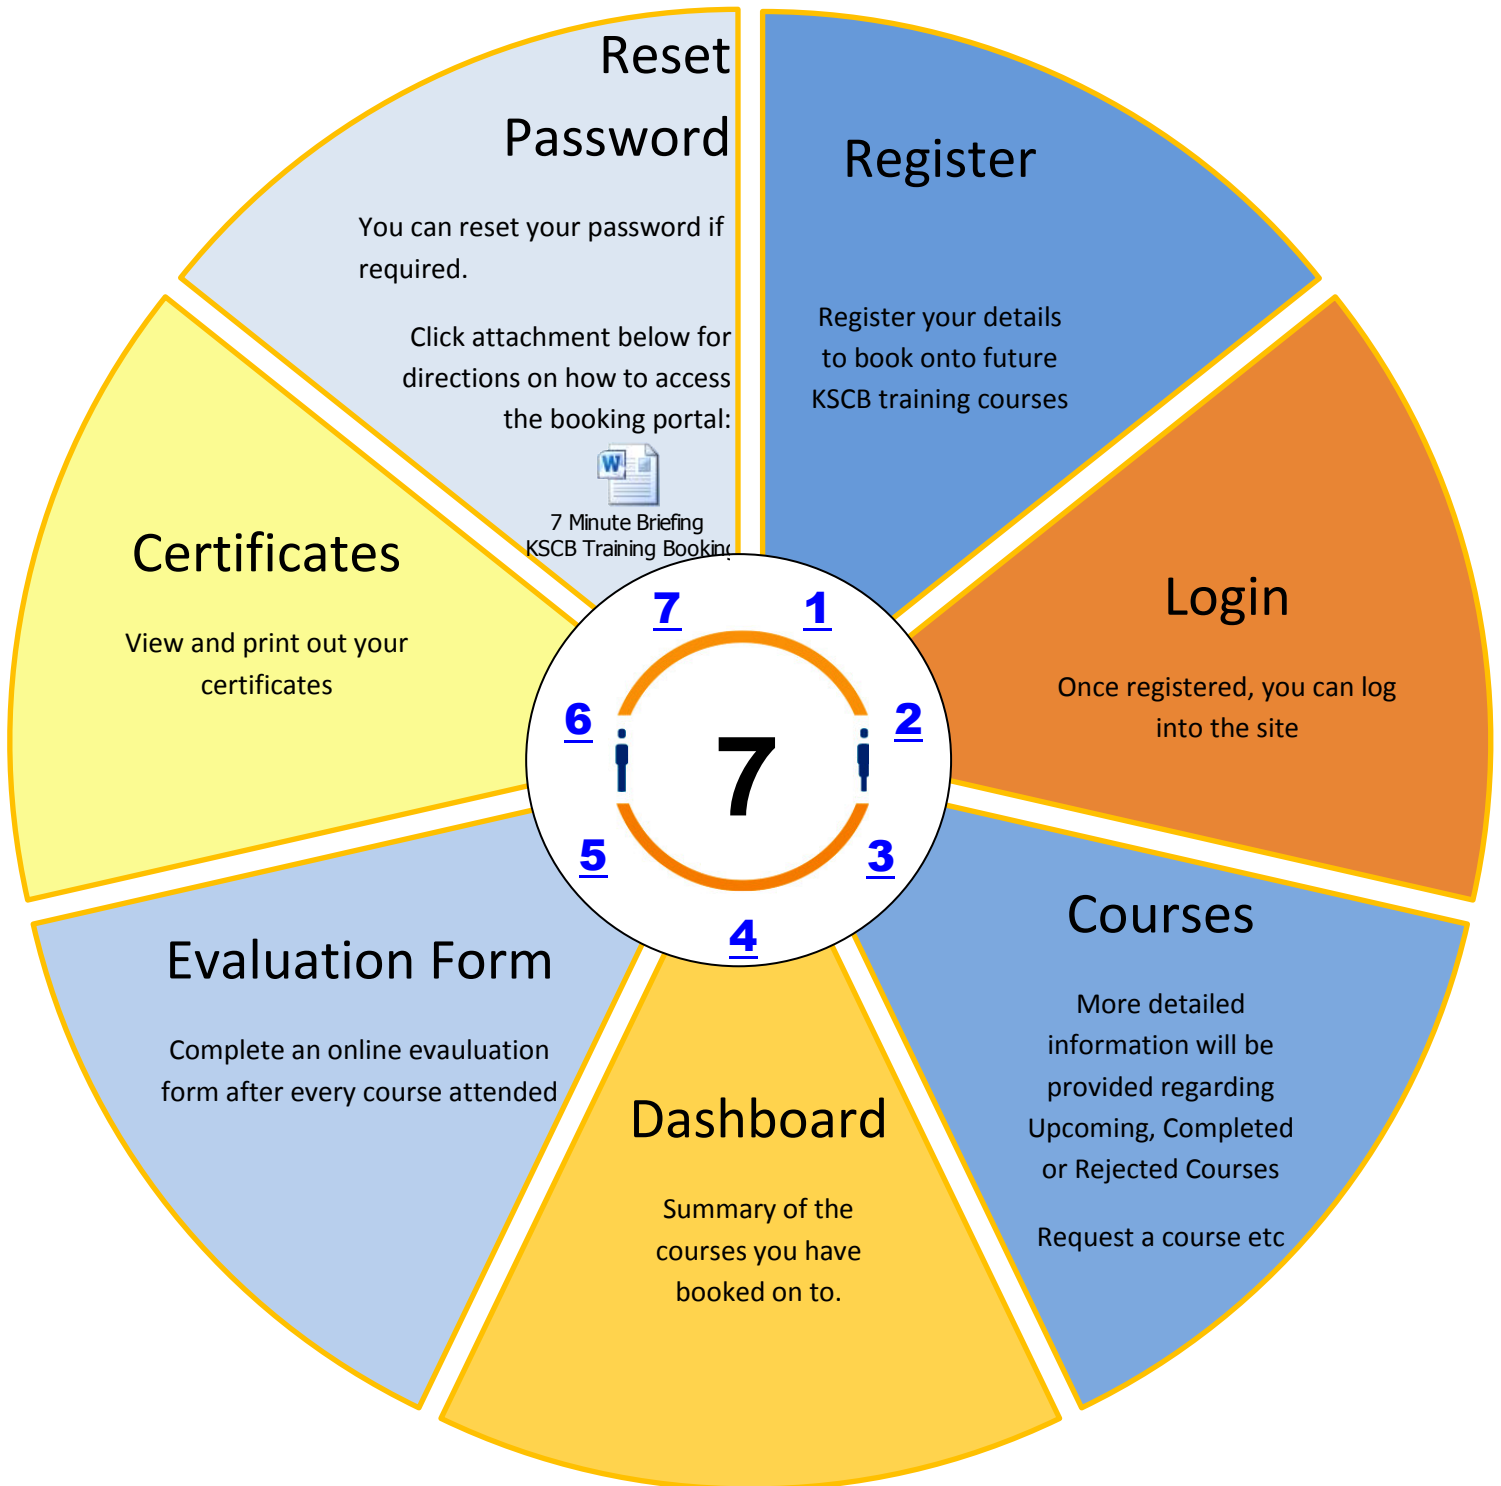 Register
Register your details
to book onto future
KSCB training courses
Login
Once registered, you can log
into the site
Courses
More detailed
information will be
provided regarding
Upcoming, Completed
or Rejected Courses
Request a course etc
Dashboard
Summary of the
courses you have
booked on to.
Evaluation Form
Complete an online evauluation
form after every course attended
Certificates
View and print out your
certificates
Reset
Password
You can reset your password if
required.
Click attachment below for
directions on how to access
the booking portal:
W
7 Minute Briefing
KSCB Training Booking
1
2
3
4
5
6
7
7